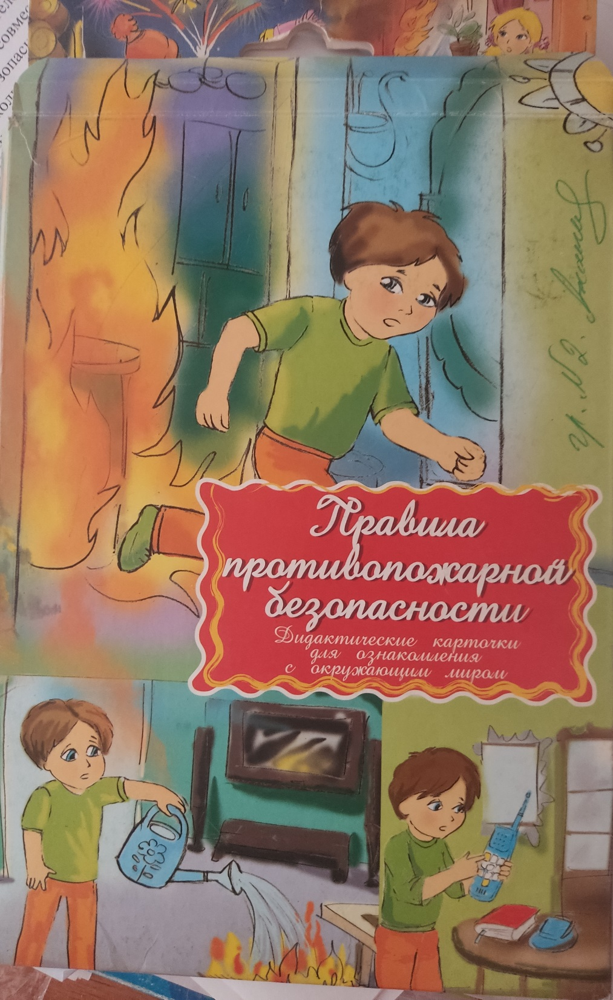 Правила
противопожарной
безопасности
Дидактические карточки
для ознакомления
с окружающим миром